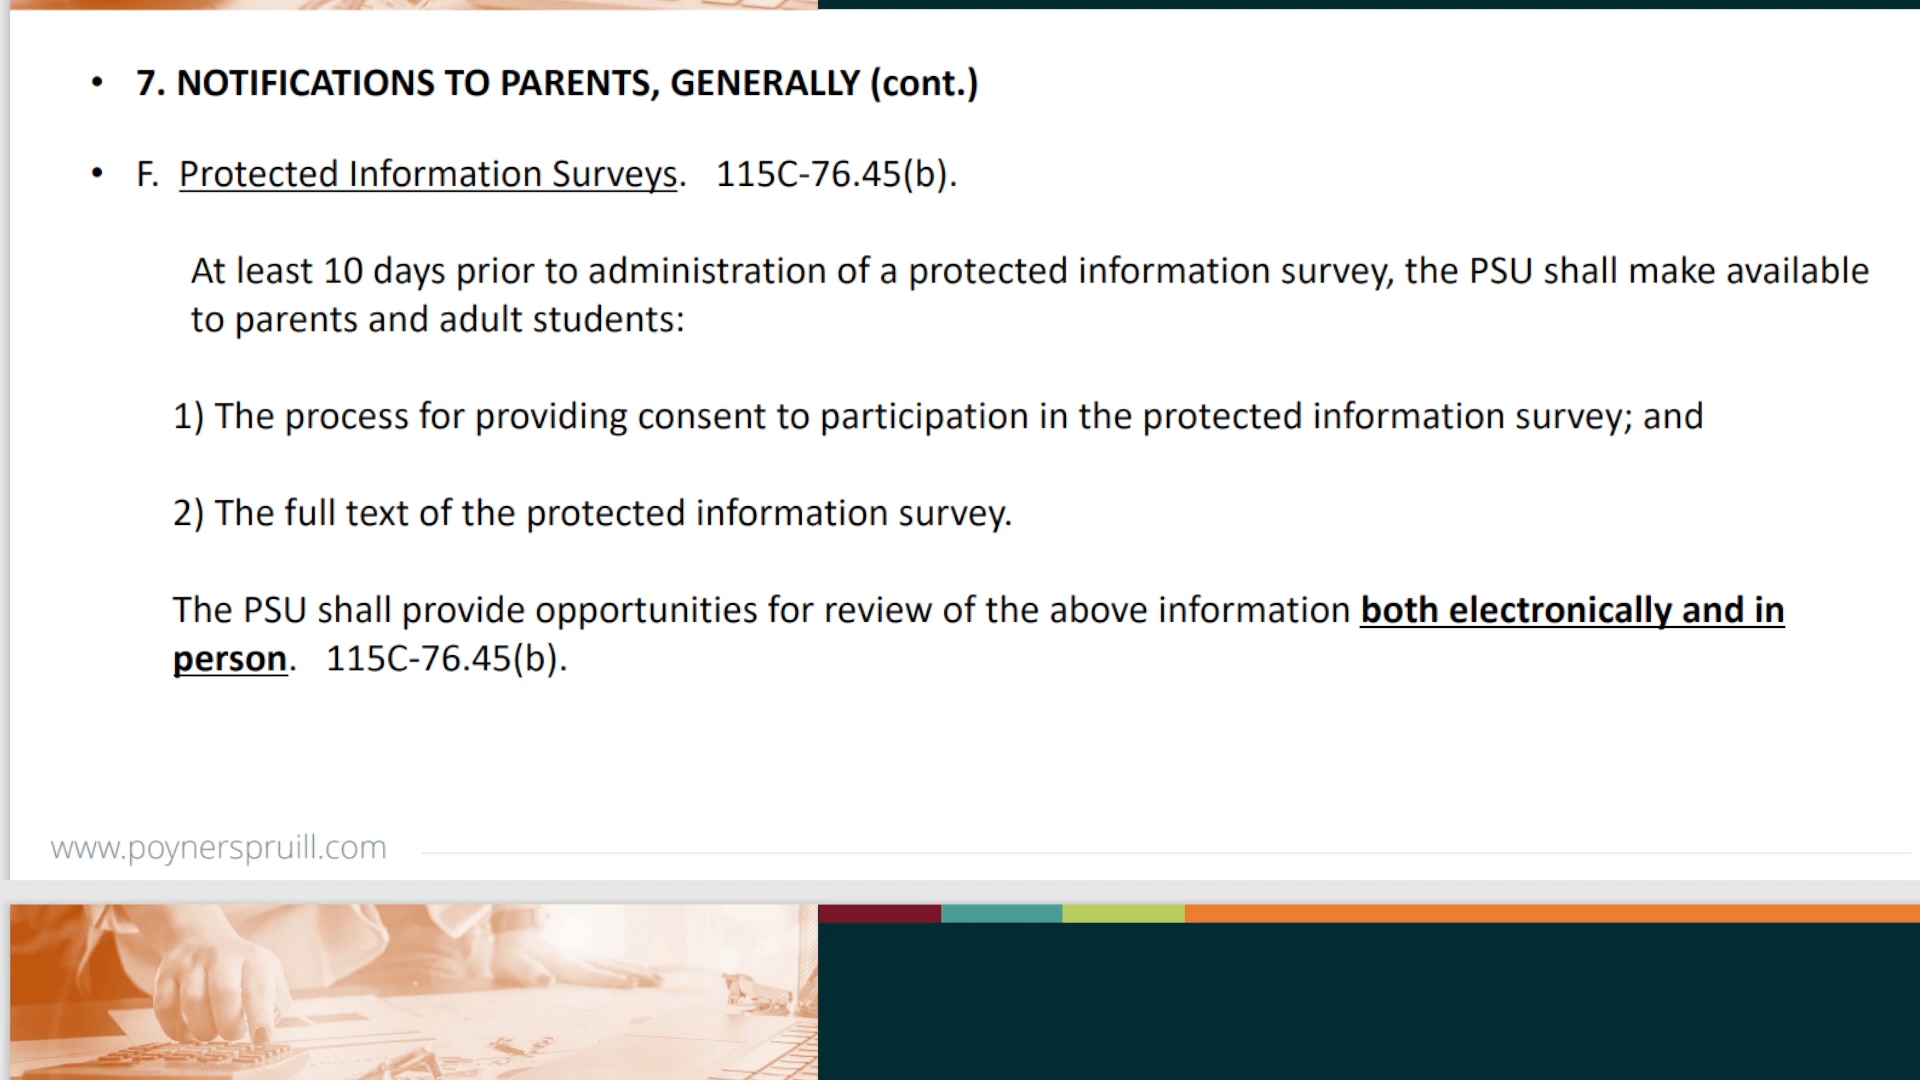 • 7. NOTIFICATIONS TO PARENTS, GENERALLY (cont.)
• F. Protected Information Surveys. 115C-76.45(b).
At least 10 days prior to administration of a protected information survey, the PSU shall make available
to parents and adult students:
1) The process for providing consent to participation in the protected information survey; and
2) The full text of the protected information survey.
The PSU shall provide opportunities for review of the above information both electronically and in
person. 115C-76.45(b).
www.poynerspruill.com